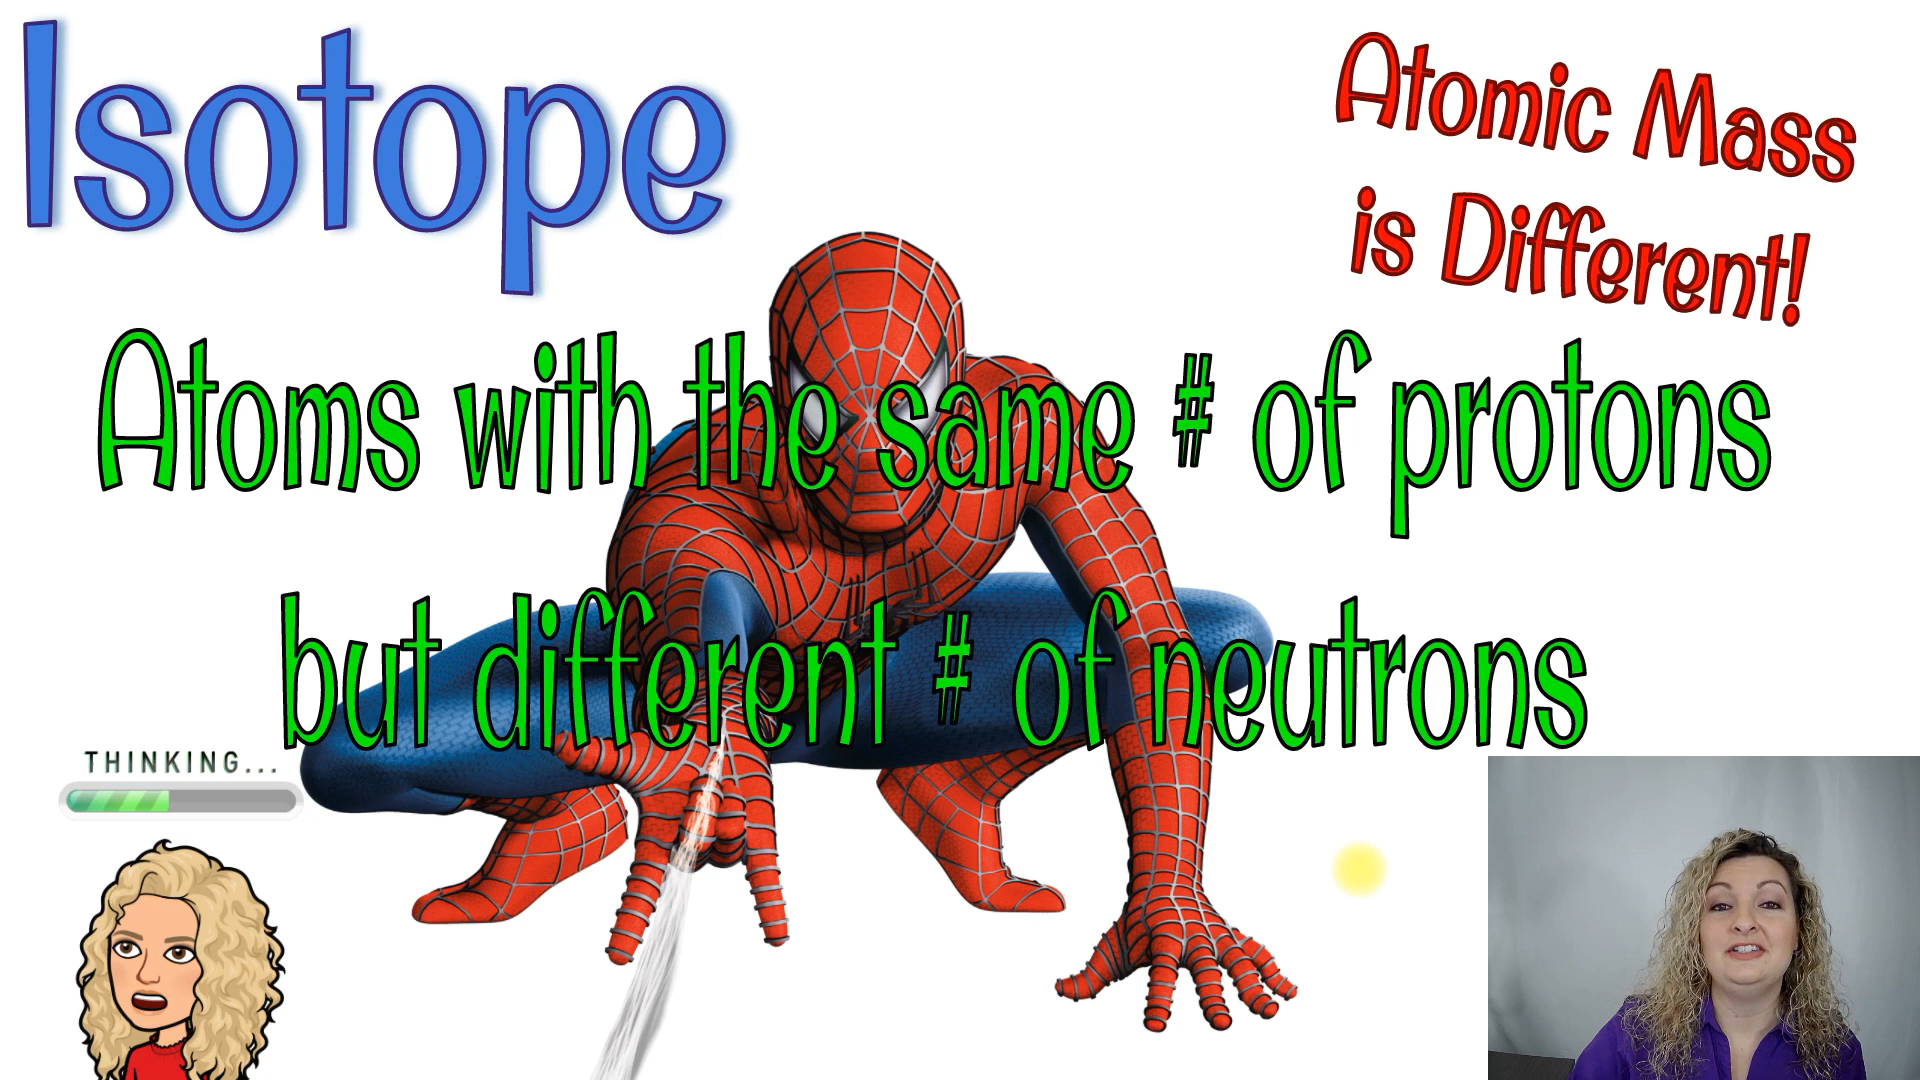 Isotope
Atomic Mass
is Different!
Atoms with the same # of protons
but different # of neutrons
THINKING...